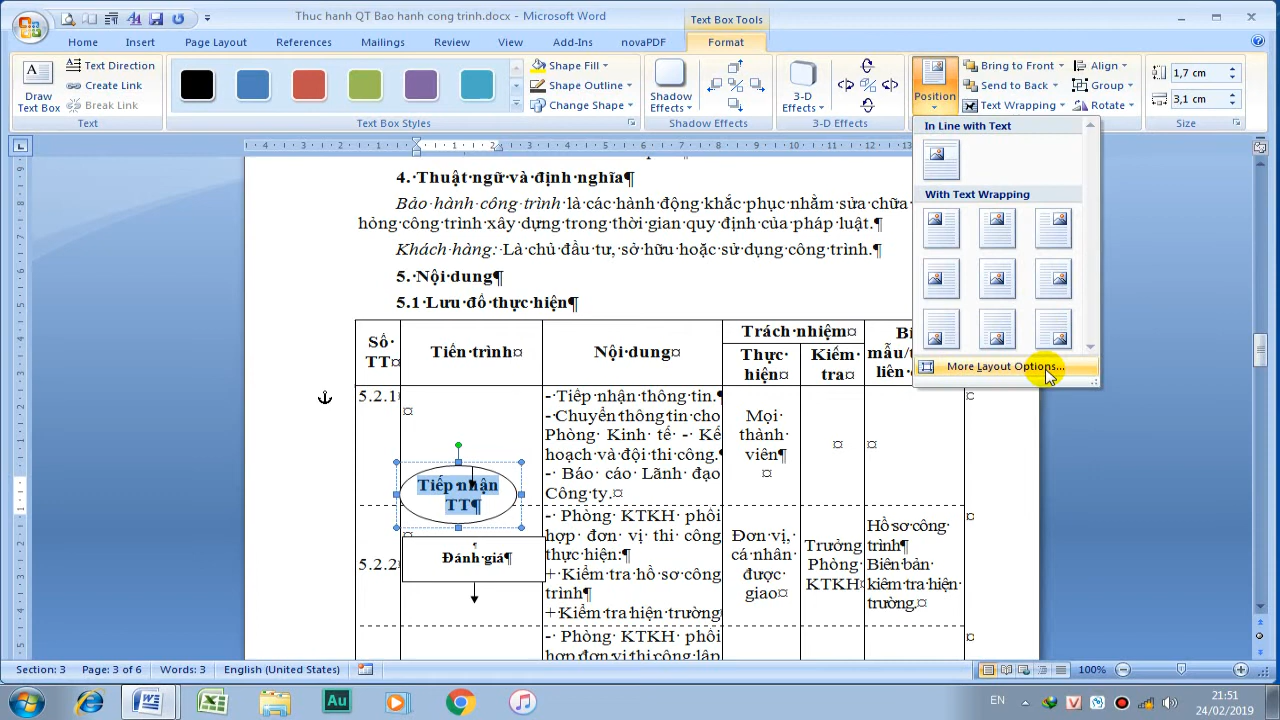 Thuc hanh QT Bao hanh cong trinh.docx - Microsoft Word
Text Box Tools
Home Insert Page Layout References Mailings Review View Add-Ins novaPDF Format
Draw Text Box
Text Direction
Create Link
Break Link
Text
Shape Fill
Shape Outline
Change Shape
Text Box Styles
Shadow Effects
Shadow Effects
3-D Effects
3-D Effects
Position
Bring to Front
Send to Back
Text Wrapping
Align
Group
Rotate
1,7 cm
3,1 cm
Size
In Line with Text
With Text Wrapping
More Layout Options...
4. Thuật ngữ và định nghĩa¶
Bảo hành công trình là các hành động khắc phục nhằm sửa chữa
hỏng công trình xây dựng trong thời gian quy định của pháp luật.¶
Khách hàng: Là chủ đầu tư, sở hữu hoặc sử dụng công trình.¶
5. Nội dung¶
5.1 Lưu đồ thực hiện¶
Số TT¤
Tiến trình¤
Nội dung¤
Trách nhiệm¤
Thực hiện¤
Kiểm tra¤
mẫu/
liên
5.2.1
Tiếp nhận
TT¶
- Tiếp nhận thông tin.¶
- Chuyển thông tin cho
Phòng Kinh tế - Kế
hoạch và đội thi công.¶
- Báo cáo Lãnh đạo
Công ty.¤
Mọi
thành
viên¶
¤
¤
¤
5.2.2
¶
Đánh giá¶
- Phòng KTKH phối
hợp đơn vị thi công
thực hiện:¶
+ Kiểm tra hồ sơ công
trình¶
+ Kiểm tra hiện trường
Đơn vị,
cá nhân
được
giao¤
Trưởng
Phòng
KTKH
Hồ sơ công
trình¶
Biên bản
kiểm tra hiện
trường.¤
- Phòng KTKH phối
hợp đơn vị thi công lập
Section: 3 Page: 3 of 6 Words: 3 English (United States) 100%
EN
21:51
24/02/2019